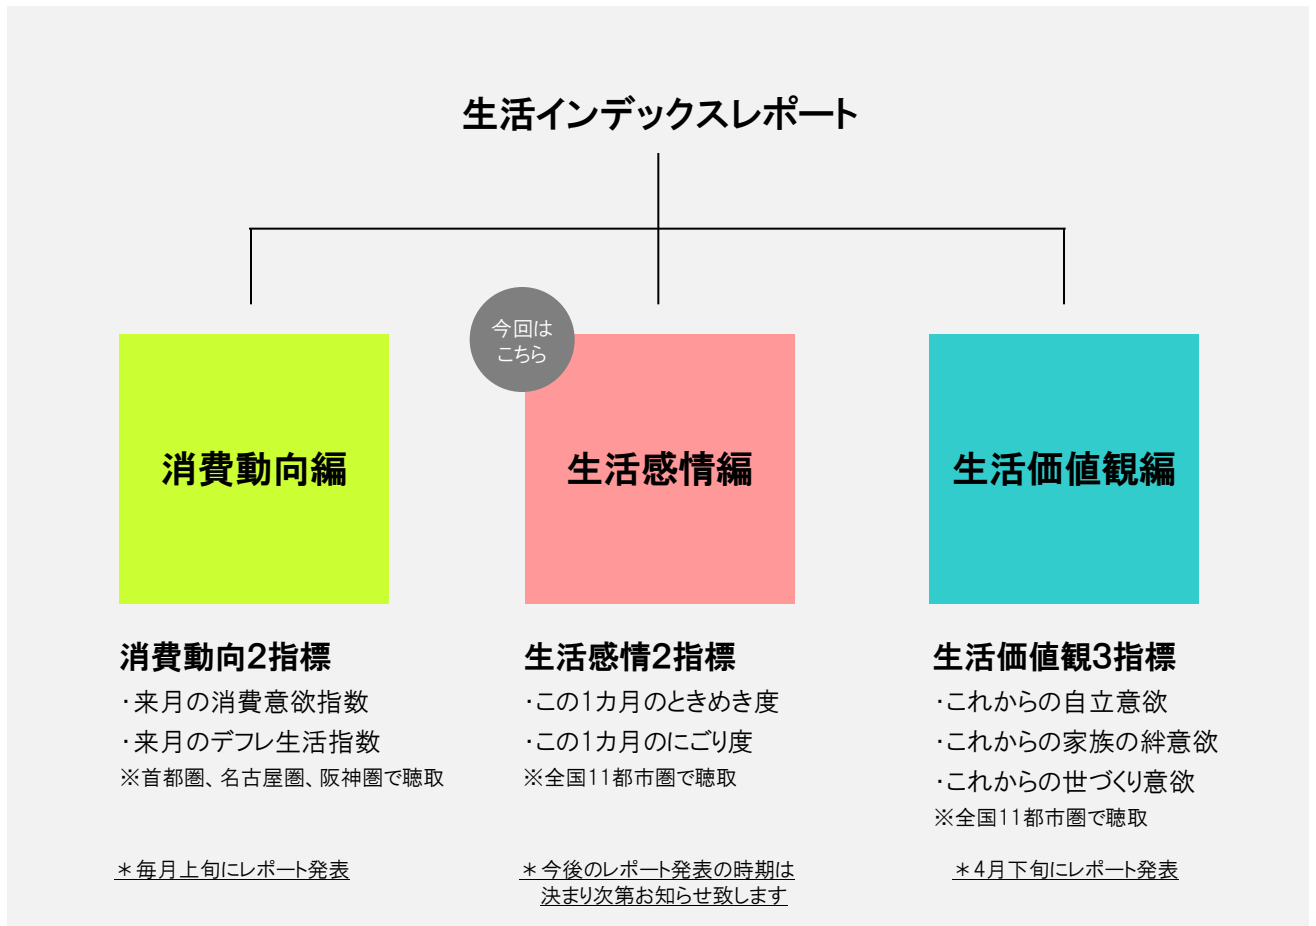 生活インデックスレポート
今回は
こちら
消費動向編
生活感情編
生活価値観編
消費動向2指標
・来月の消費意欲指数
・来月のデフレ生活指数
※首都圏、名古屋圏、阪神圏で聴取
＊毎月上旬にレポート発表
生活感情2指標
・この1カ月のときめき度
・この1カ月のにごり度
※全国11都市圏で聴取
＊今後のレポート発表の時期は
決まり次第お知らせ致します
生活価値観3指標
・これからの自立意欲
・これからの家族の絆意欲
・これからの世づくり意欲
※全国11都市圏で聴取
＊4月下旬にレポート発表